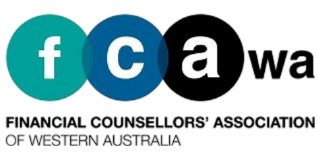 fcawa
FINANCIAL COUNSELLORS' ASSOCIATION
OF WESTERN AUSTRALIA